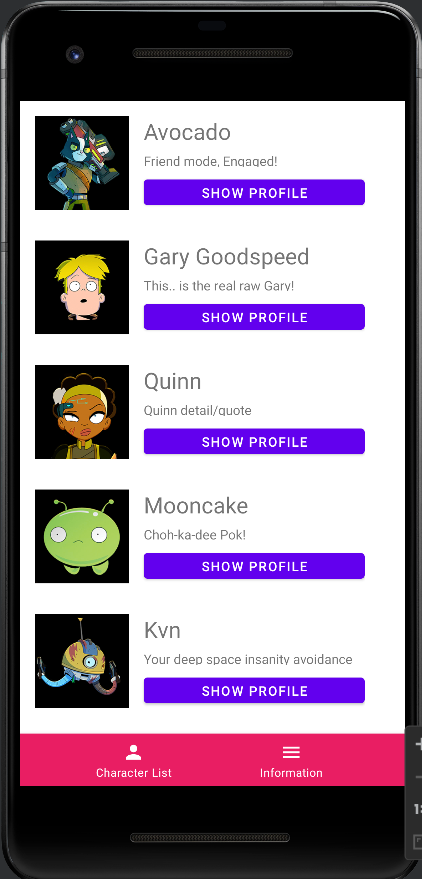 Avocado
Friend mode, Engaged!
SHOW PROFILE
Gary Goodspeed
This.. is the real raw Gary!
SHOW PROFILE
Quinn
Quinn detail/quote
SHOW PROFILE
Mooncake
Choh-ka-dee Pok!
SHOW PROFILE
Kvn
Your deep space insanity avoidance
SHOW PROFILE
Character List Information